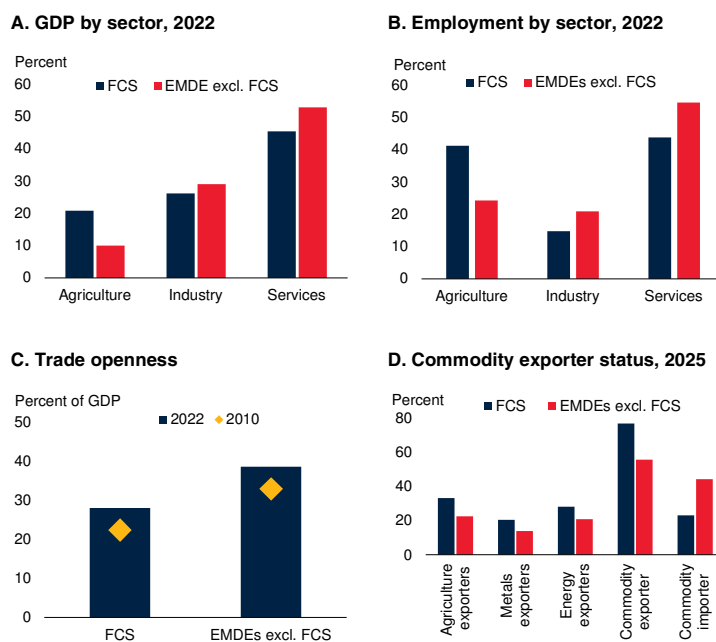 A. GDP by sector, 2022
Percent
FCS EMDE excl. FCS
60
50
40
30
20
10
0
Agriculture Industry Services
B. Employment by sector, 2022
Percent
FCS EMDEs excl. FCS
60
50
40
30
20
10
0
Agriculture Industry Services
C. Trade openness
Percent of GDP
2022 2010
50
40
30
20
10
0
FCS EMDEs excl. FCS
D. Commodity exporter status, 2025
Percent
FCS EMDEs excl. FCS
80
60
40
20
0
Agriculture
exporters
Metals
exporters
Energy
exporters
Commodity
exporter
Commodity
importer